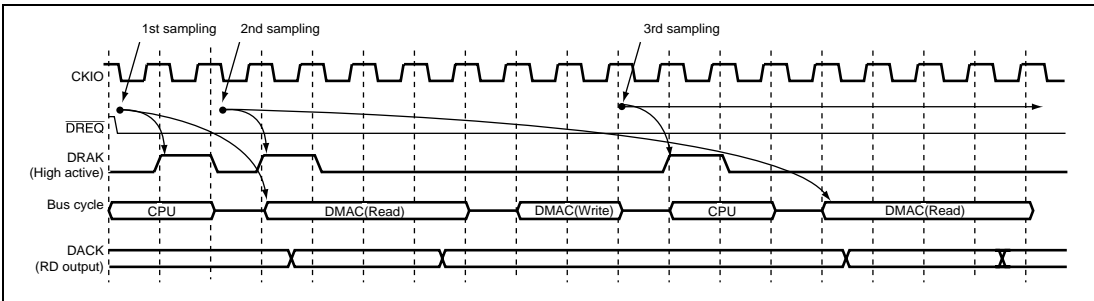 1st sampling 2nd sampling 3rd sampling
CKIO
DREQ
DRAK
(High active)
Bus cycle CPU DMAC(Read) DMAC(Write) CPU DMAC(Read)
DACK
(RD output)